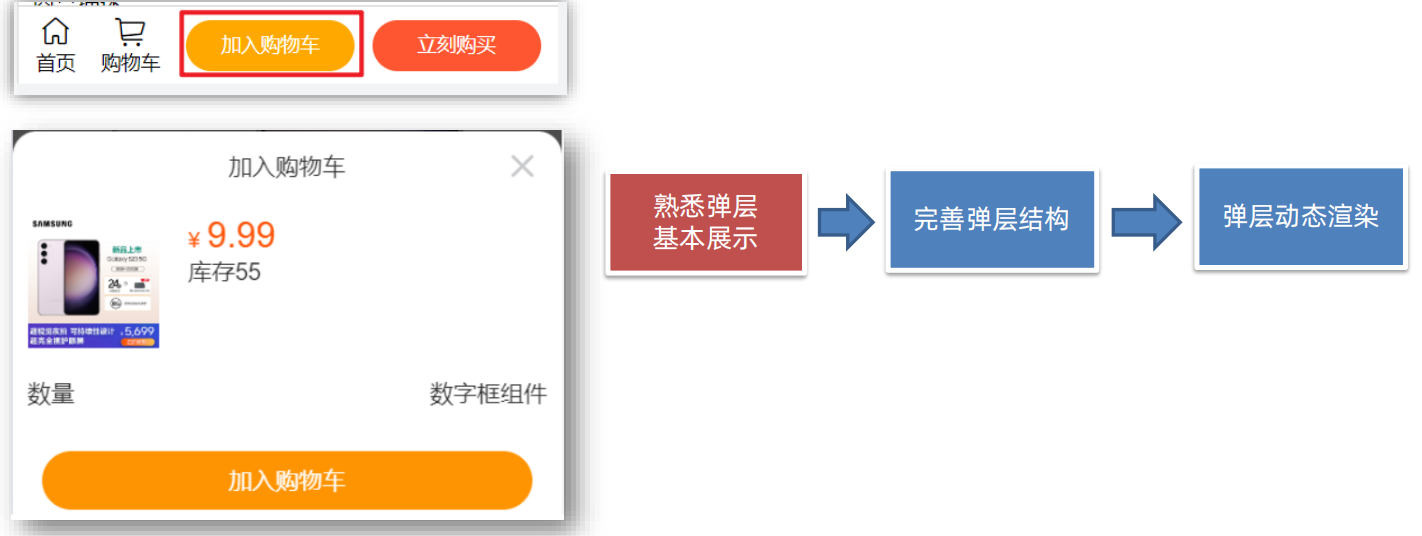 首页
购物车
加入购物车
立刻购买
加入购物车
SAMSUNG
新品上市
Galaxy S23 5G
¥ 9.99
库存55
24
5,699
数量
数字框组件
加入购物车
熟悉弹层
基本展示
完善弹层结构
弹层动态渲染